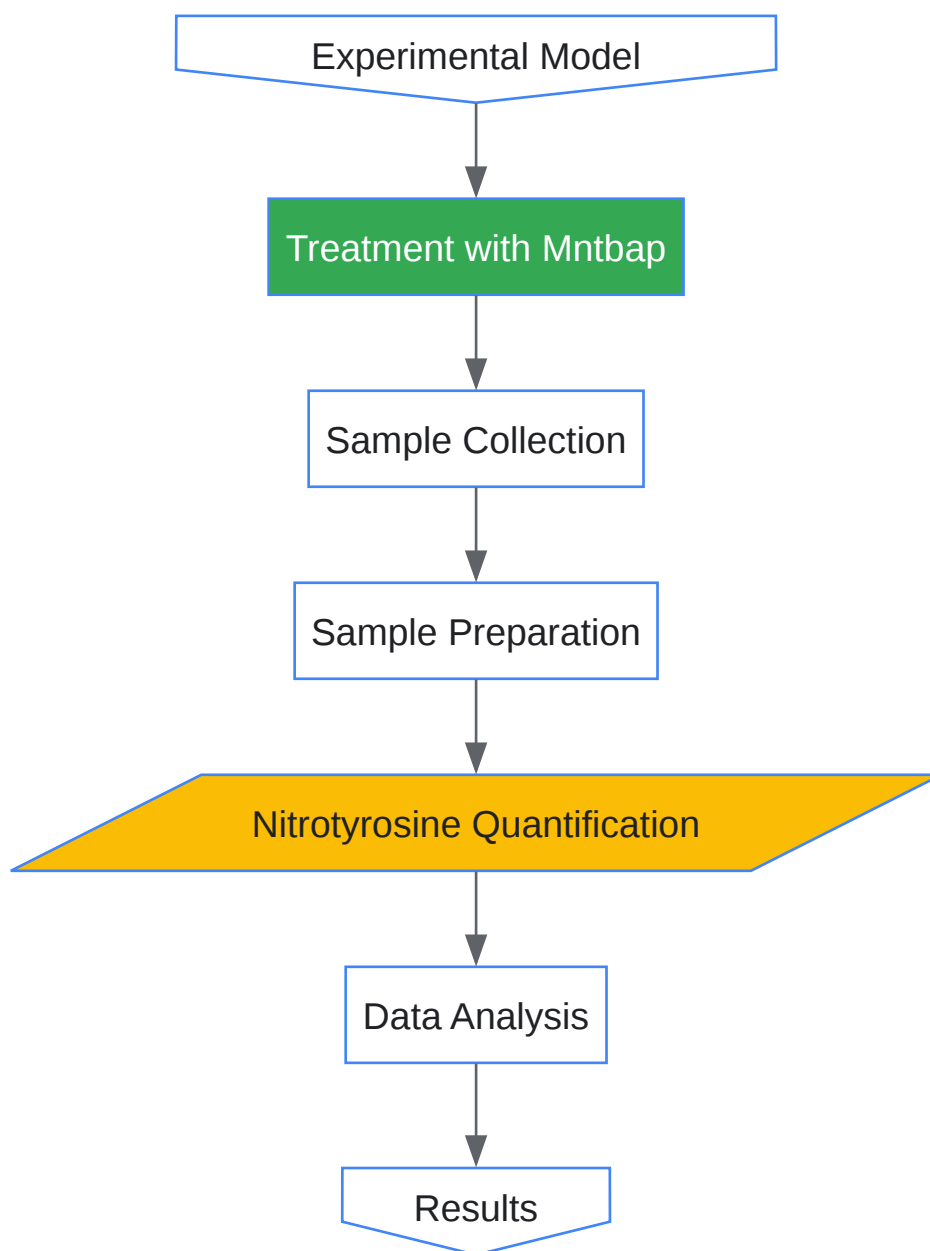 Experimental Model
Treatment with Mntbap
Sample Collection
Sample Preparation
Nitrotyrosine Quantification
Data Analysis
Results